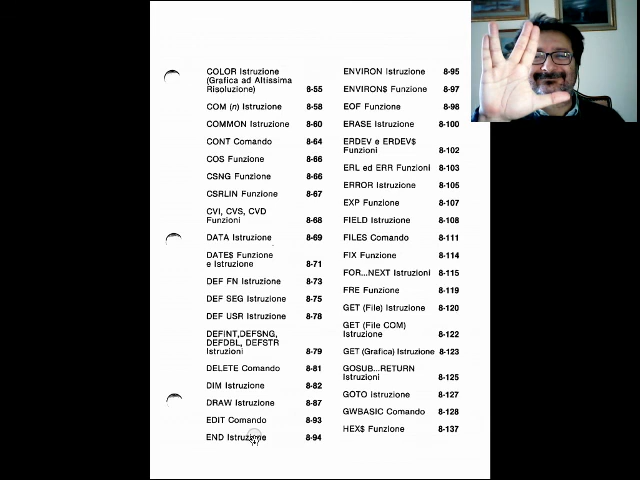 COLOR Istruzione
(Grafica ad Altissima
Risoluzione) 8-55
COM (n) Istruzione 8-58
COMMON Istruzione 8-60
CONT Comando 8-64
COS Funzione 8-66
CSNG Funzione 8-66
CSRLIN Funzione 8-67
CVI, CVS, CVD
Funzioni 8-68
DATA Istruzione 8-69
DATE$ Funzione
e Istruzione 8-71
DEF FN Istruzione 8-73
DEF SEG Istruzione 8-75
DEF USR Istruzione 8-78
DEFINT,DEFSNG,
DEFDBL, DEFSTR
Istruzioni 8-79
DELETE Comando 8-81
DIM Istruzione 8-82
DRAW Istruzione 8-87
EDIT Comando 8-93
END Istruzione 8-94
ENVIRON Istruzione 8-95
ENVIRON$ Funzione 8-97
EOF Funzione 8-98
ERASE Istruzione 8-100
ERDEV e ERDEV$
Funzioni 8-102
ERL ed ERR Funzioni 8-103
ERROR Istruzione 8-105
EXP Funzione 8-107
FIELD Istruzione 8-108
FILES Comando 8-111
FIX Funzione 8-114
FOR...NEXT Istruzioni 8-115
FRE Funzione 8-119
GET (File) Istruzione 8-120
GET (File COM)
Istruzione 8-122
GET (Grafica) Istruzione 8-123
GOSUB...RETURN
Istruzioni 8-125
GOTO Istruzione 8-127
GWBASIC Comando 8-128
HEX$ Funzione 8-137